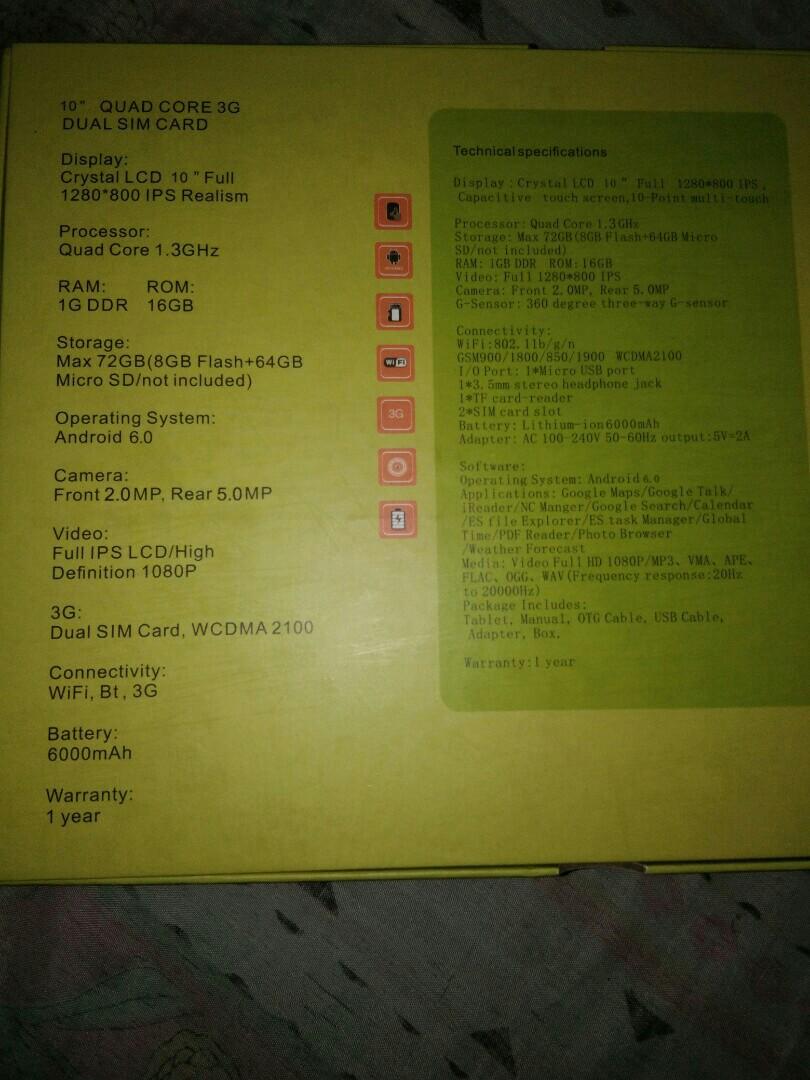 10" QUAD CORE 3G
DUAL SIM CARD
Display:
Crystal LCD 10 " Full
1280*800 IPS Realism
Processor:
Quad Core 1.3GHz
RAM: ROM:
1G DDR 16GB
Storage:
Max 72GB(8GB Flash+64GB
Micro SD/not included)
Operating System:
Android 6.0
Camera:
Front 2.0MP, Rear 5.0MP
Video:
Full IPS LCD/High
Definition 1080P
3G:
Dual SIM Card, WCDMA 2100
Connectivity:
WiFi, Bt, 3G
Battery:
6000mAh
Warranty:
1 year
WiFi
3G
Technical specifications
Display: Crystal LCD 10 " Full 1280*800 IPS,
Capacitive touch screen,10-Point multi-touch
Processor: Quad Core 1.3GHz
Storage: Max 72GB(8GB Flash+64GB Micro
SD/not included)
RAM: 1GB DDR ROM:16GB
Video: Full 1280*800 IPS
Camera: Front 2.0MP, Rear 5.0MP
G-Sensor: 360 degree three-way G-sensor
Connectivity:
WiFi:802.11b/g/n
GSM900/1800/850/1900 WCDMA2100
I/O Port: 1*Micro USB port
1*3.5mm stereo headphone jack
1*TF card-reader
2*SIM card slot
Battery: Lithium-ion6000mAh
Adapter: AC 100-240V 50-60Hz output:5V=2A
Software:
Operating System: Android 6.0
Applications: Google Maps/Google Talk/
iReader/NC Manger/Google Search/Calendar
/ES file Explorer/ES task Manager/Global
Time/PDF Reader/Photo Browser
/Weather Forecast
Media: Video Full HD 1080P/MP3、VMA、APE、
FLAC、OGG、WAV(Frequency response:20Hz
to 20000Hz)
Package Includes:
Tablet, Manual, OTG Cable, USB Cable,
Adapter, Box.
Warranty:1 year